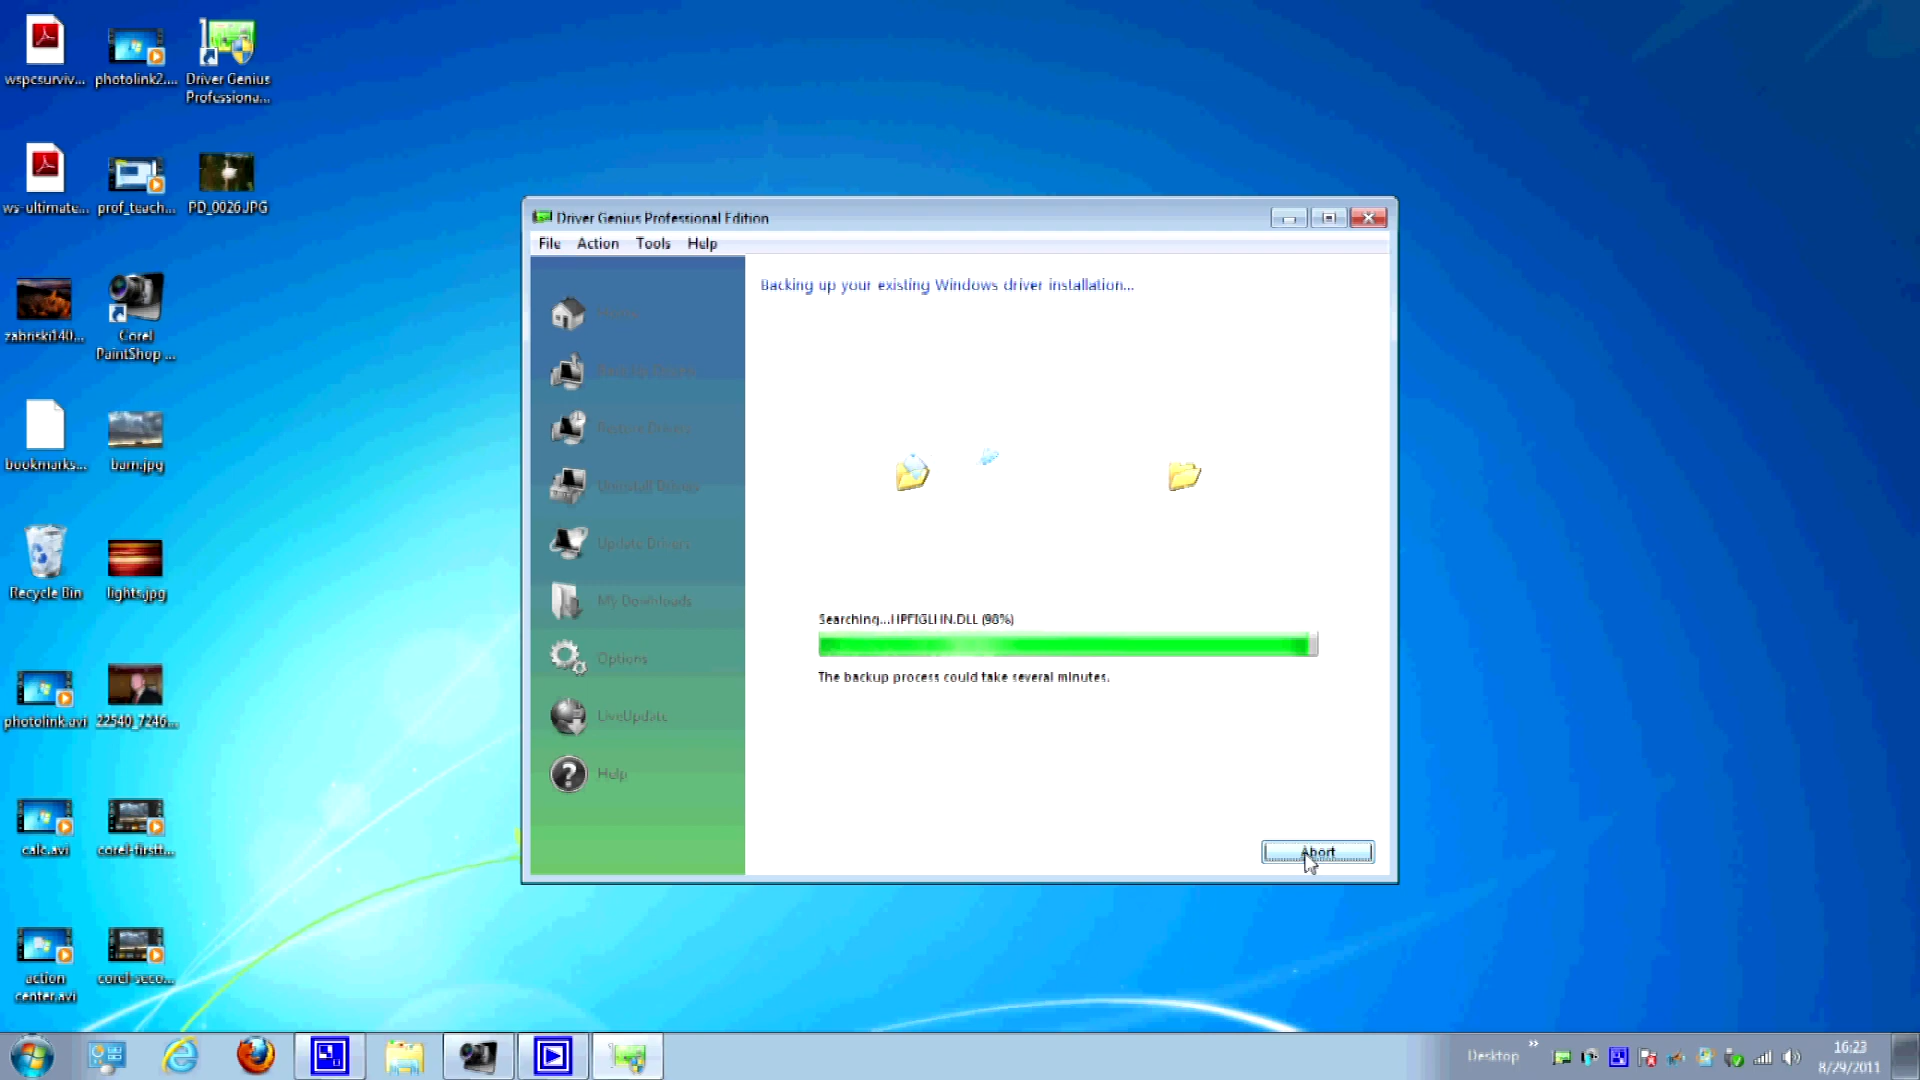 wspcsurviv...
photolink2....
Driver Genius
Professiona...
ws-ultimate...
prof_teach...
PD_0026.JPG
zabriski140...
Corel
PaintShop ...
bookmarks...
barn.jpg
Recycle Bin
lights.jpg
photolink.avi
22540_7246...
calc.avi
corel-firstt...
action
center.avi
corel-seco...
Driver Genius Professional Edition
File Action Tools Help
Home
Back Up Drivers
Restore Drivers
Uninstall Drivers
Update Drivers
My Downloads
Options
LiveUpdate
Help
Backing up your existing Windows driver installation...
Searching...HPFIGLHN.DLL (98%)
The backup process could take several minutes.
Abort
Desktop
16:23
8/29/2011